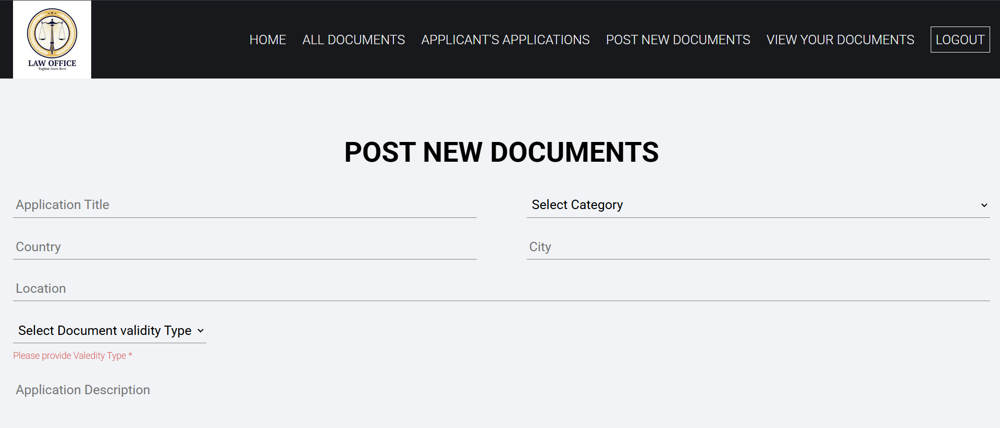 LAW OFFICE
Tagline Goes Here
HOME ALL DOCUMENTS APPLICANT'S APPLICATIONS POST NEW DOCUMENTS VIEW YOUR DOCUMENTS LOGOUT
POST NEW DOCUMENTS
Application Title Select Category
Country City
Location
Select Document validity Type
Please provide Valedity Type *
Application Description